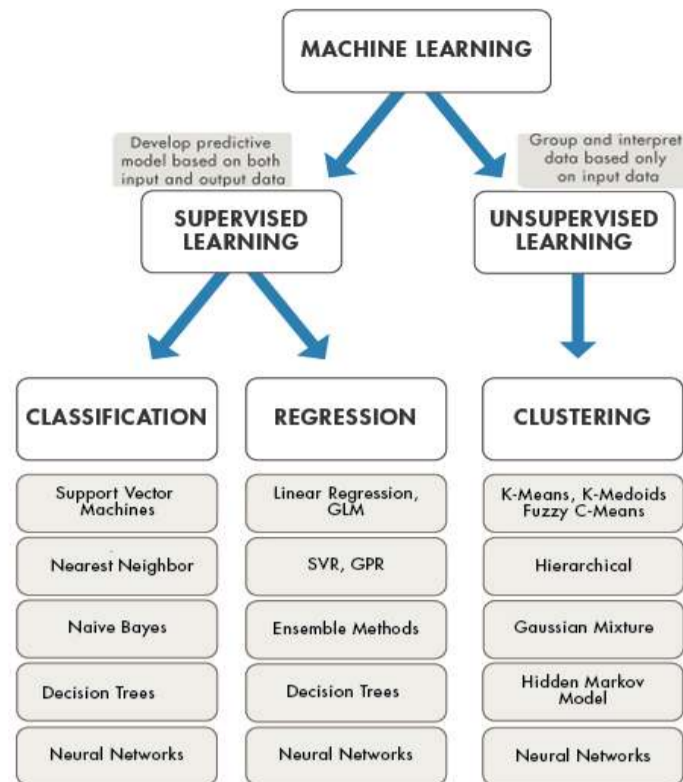 MACHINE LEARNING
Develop predictive
model based on both
input and output data
Group and interpret
data based only
on input data
SUPERVISED
LEARNING
UNSUPERVISED
LEARNING
CLASSIFICATION
Support Vector
Machines
Nearest Neighbor
Naive Bayes
Decision Trees
Neural Networks
REGRESSION
Linear Regression,
GLM
SVR, GPR
Ensemble Methods
Decision Trees
Neural Networks
CLUSTERING
K-Means, K-Medoids
Fuzzy C-Means
Hierarchical
Gaussian Mixture
Hidden Markov
Model
Neural Networks